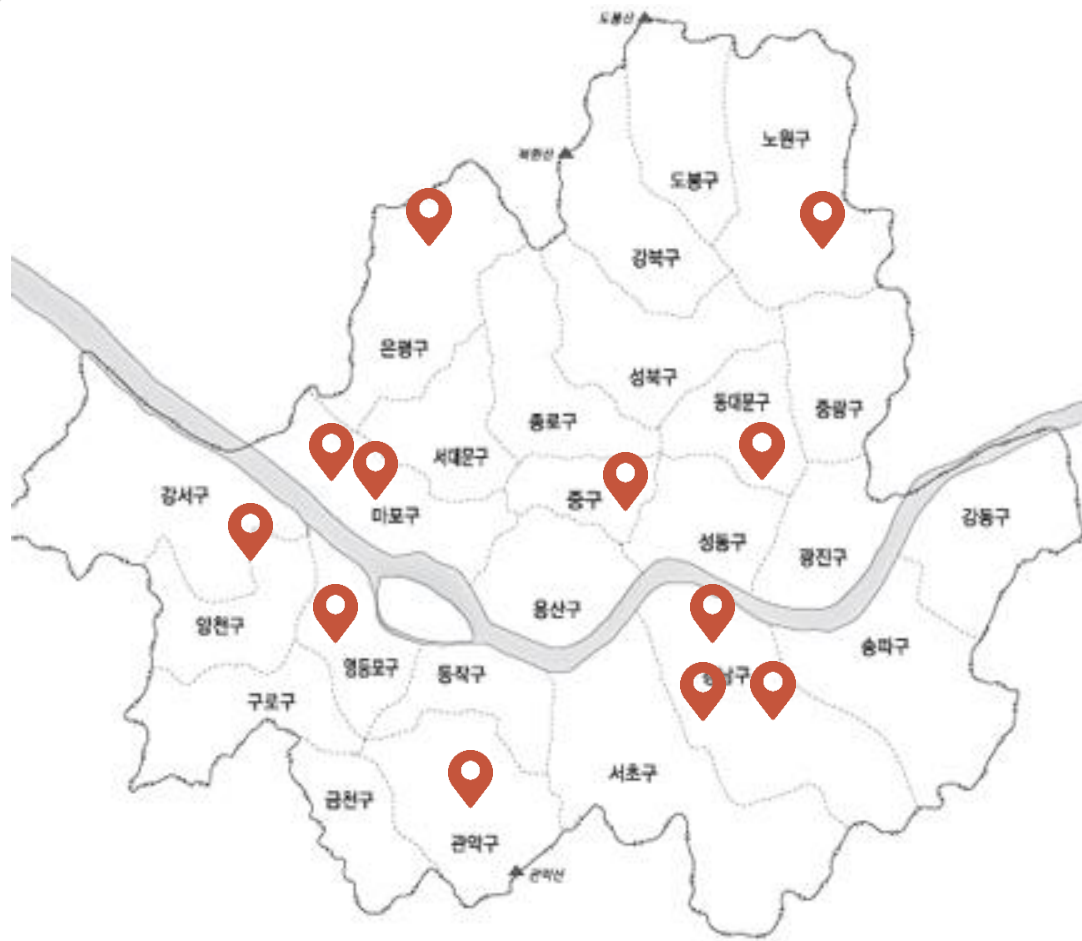 도봉산
노원구
북한산
도봉구
강북구
은평구
성북구
동대문구
중랑구
종로구
서대문구
강서구
중구
마포구
강동구
성동구
광진구
용산구
양천구
송파구
영등포구
동작구
강남구
구로구
서초구
금천구
관악구
관악산